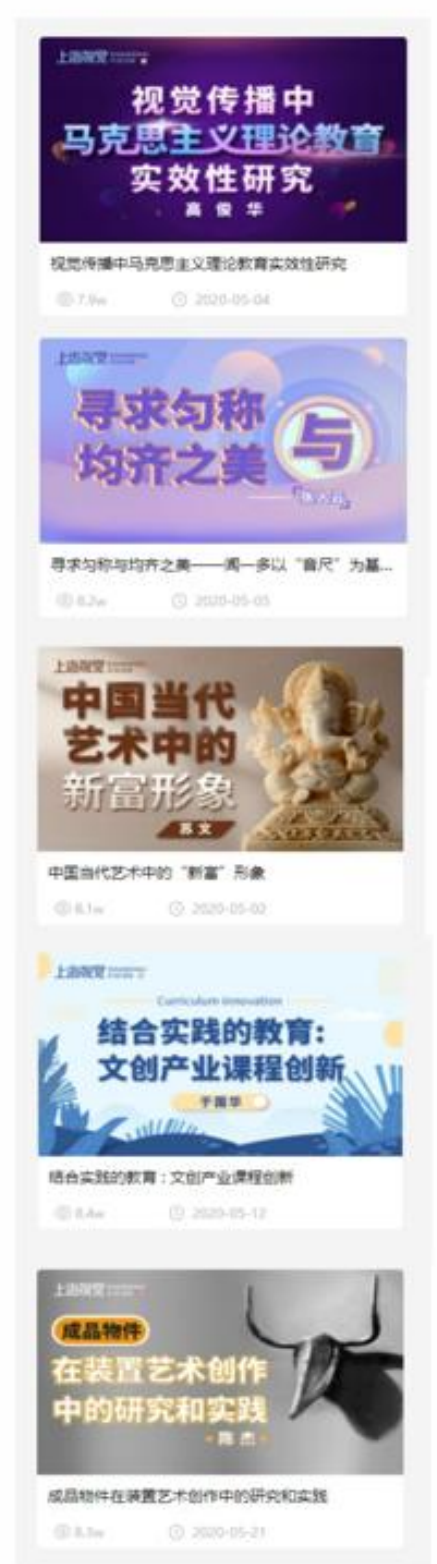 上海视觉
视觉传播中
马克思主义理论教育
实效性研究
高俊华
视觉传播中马克思主义理论教育实效性研究
7.9w 2020-05-04
上海视觉
寻求匀称
均齐之美
与
寻求匀称与均齐之美——闻一多以“音尺”为基...
8.2w 2020-05-05
上海视觉
中国当代
艺术中的
新富形象
苏文
中国当代艺术中的“新富”形象
8.1w 2020-05-02
上海视觉
Curriculum innovation
结合实践的教育:
文创产业课程创新
于国华
结合实践的教育:文创产业课程创新
8.4w 2020-05-12
上海视觉
成品物件
在装置艺术创作
中的研究和实践
陈杰
成品物件在装置艺术创作中的研究和实践
8.3w 2020-05-21